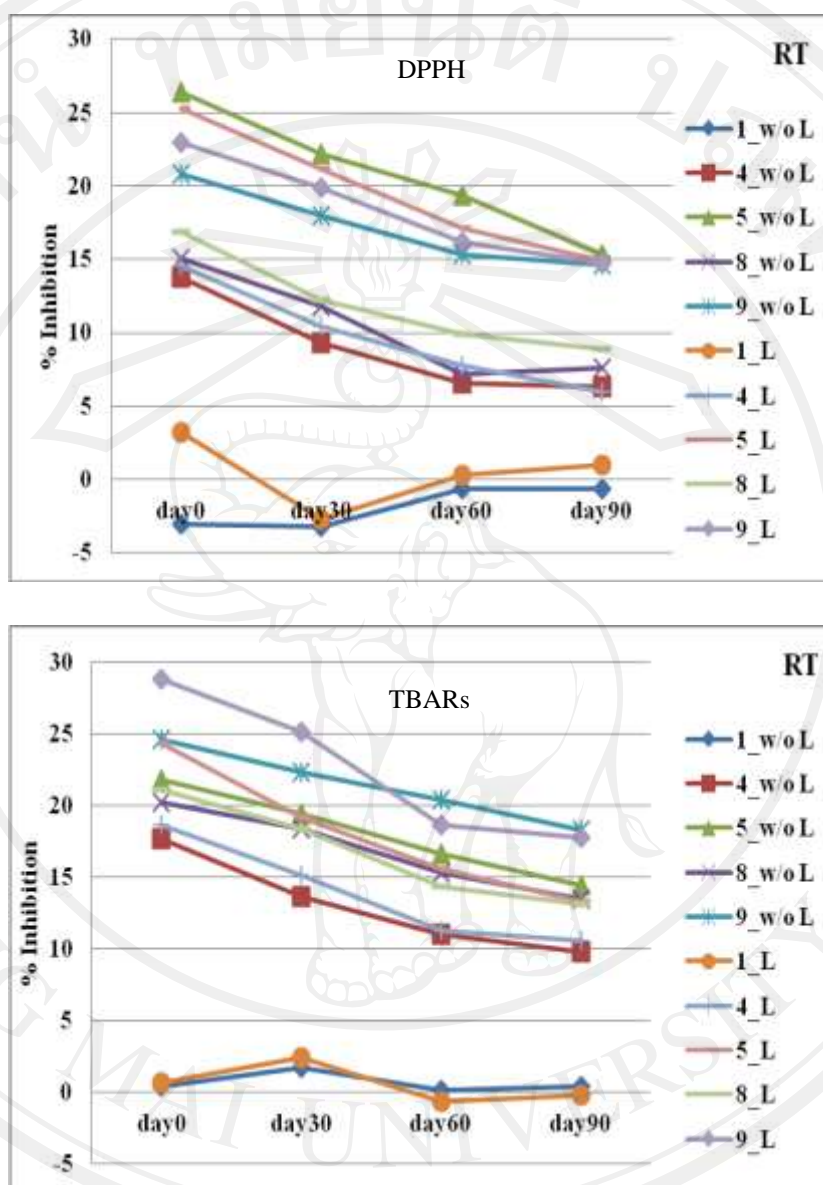 30
RT
DPPH
25
20
15
10
5
0
-5
% Inhibition
day0 day30 day60 day90
1_w/o L
4_w/o L
5_w/o L
8_w/o L
9_w/o L
1_L
4_L
5_L
8_L
9_L
30
RT
TBARs
25
20
15
10
5
0
-5
% Inhibition
day0 day30 day60 day90
1_w/o L
4_w/o L
5_w/o L
8_w/o L
9_w/o L
1_L
4_L
5_L
8_L
9_L
MAI UNIVERSIT